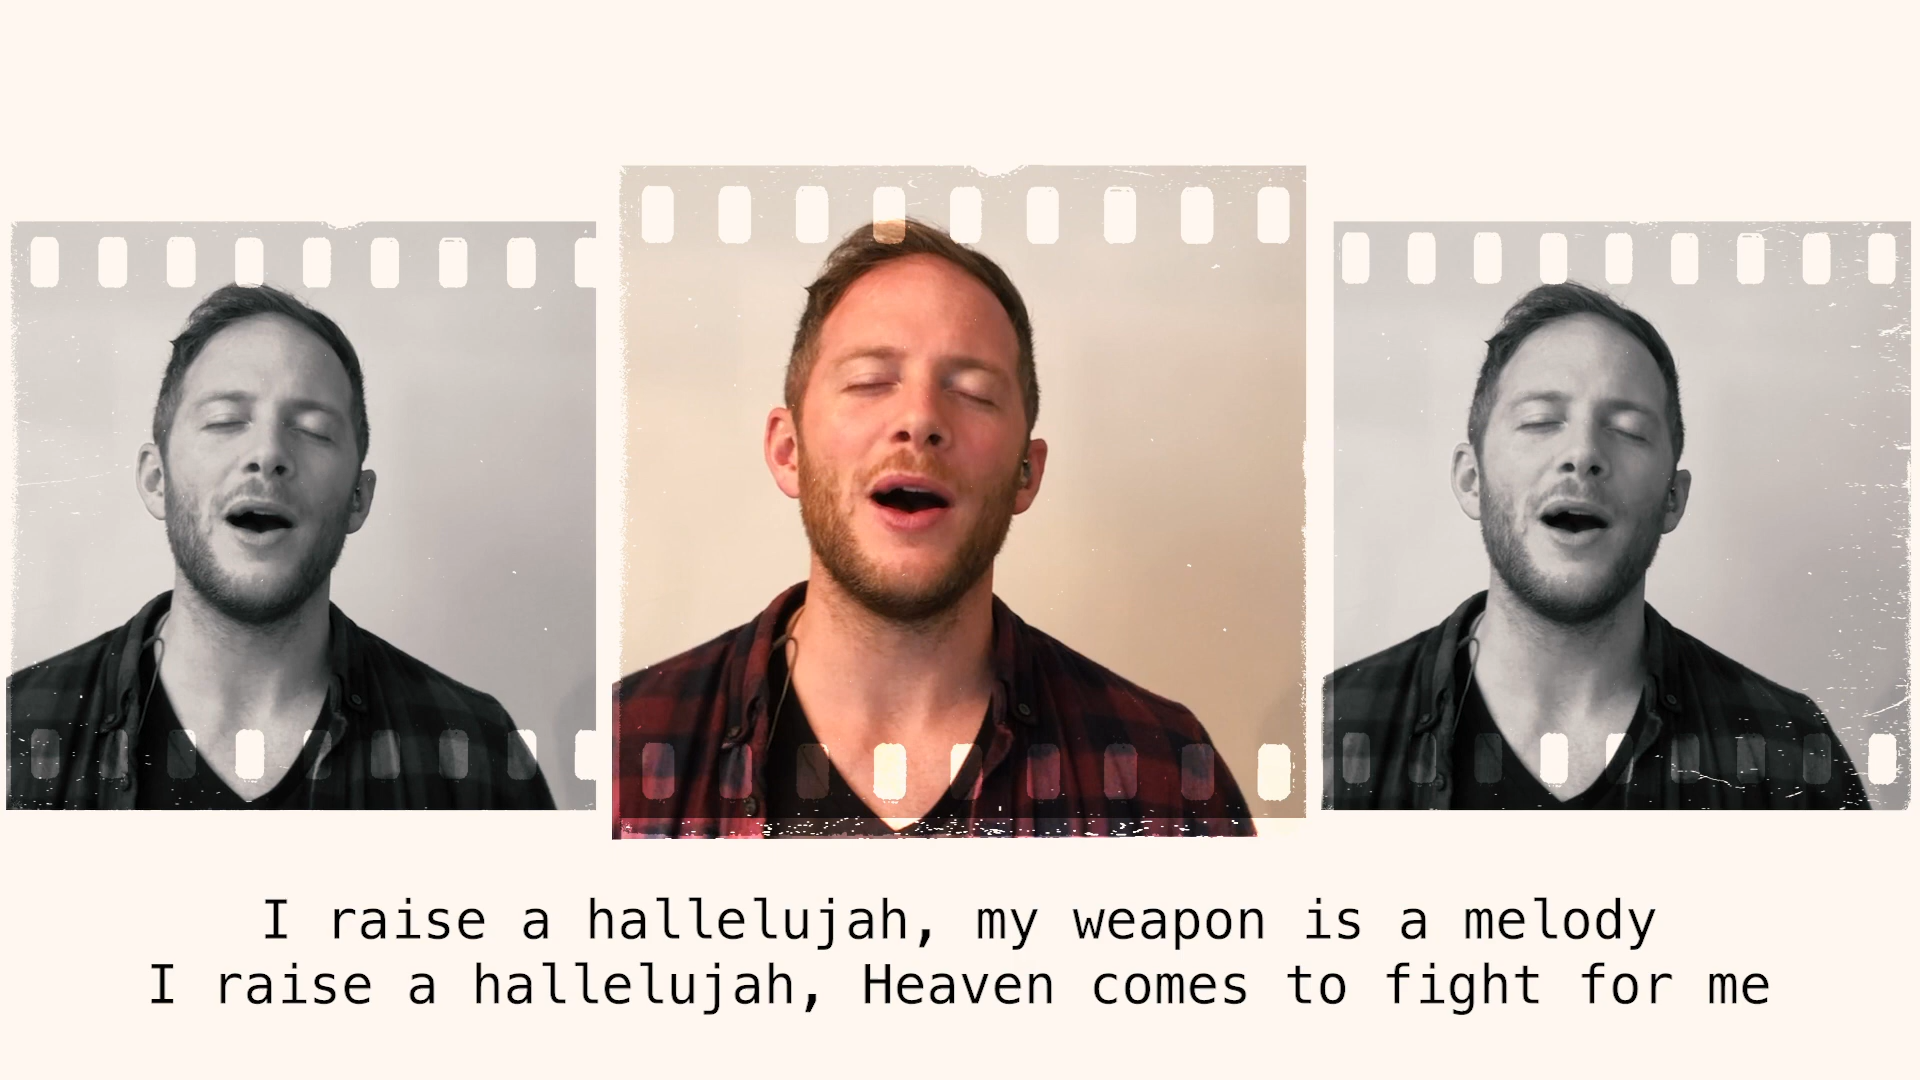 I raise a hallelujah, my weapon is a melody
I raise a hallelujah, Heaven comes to fight for me